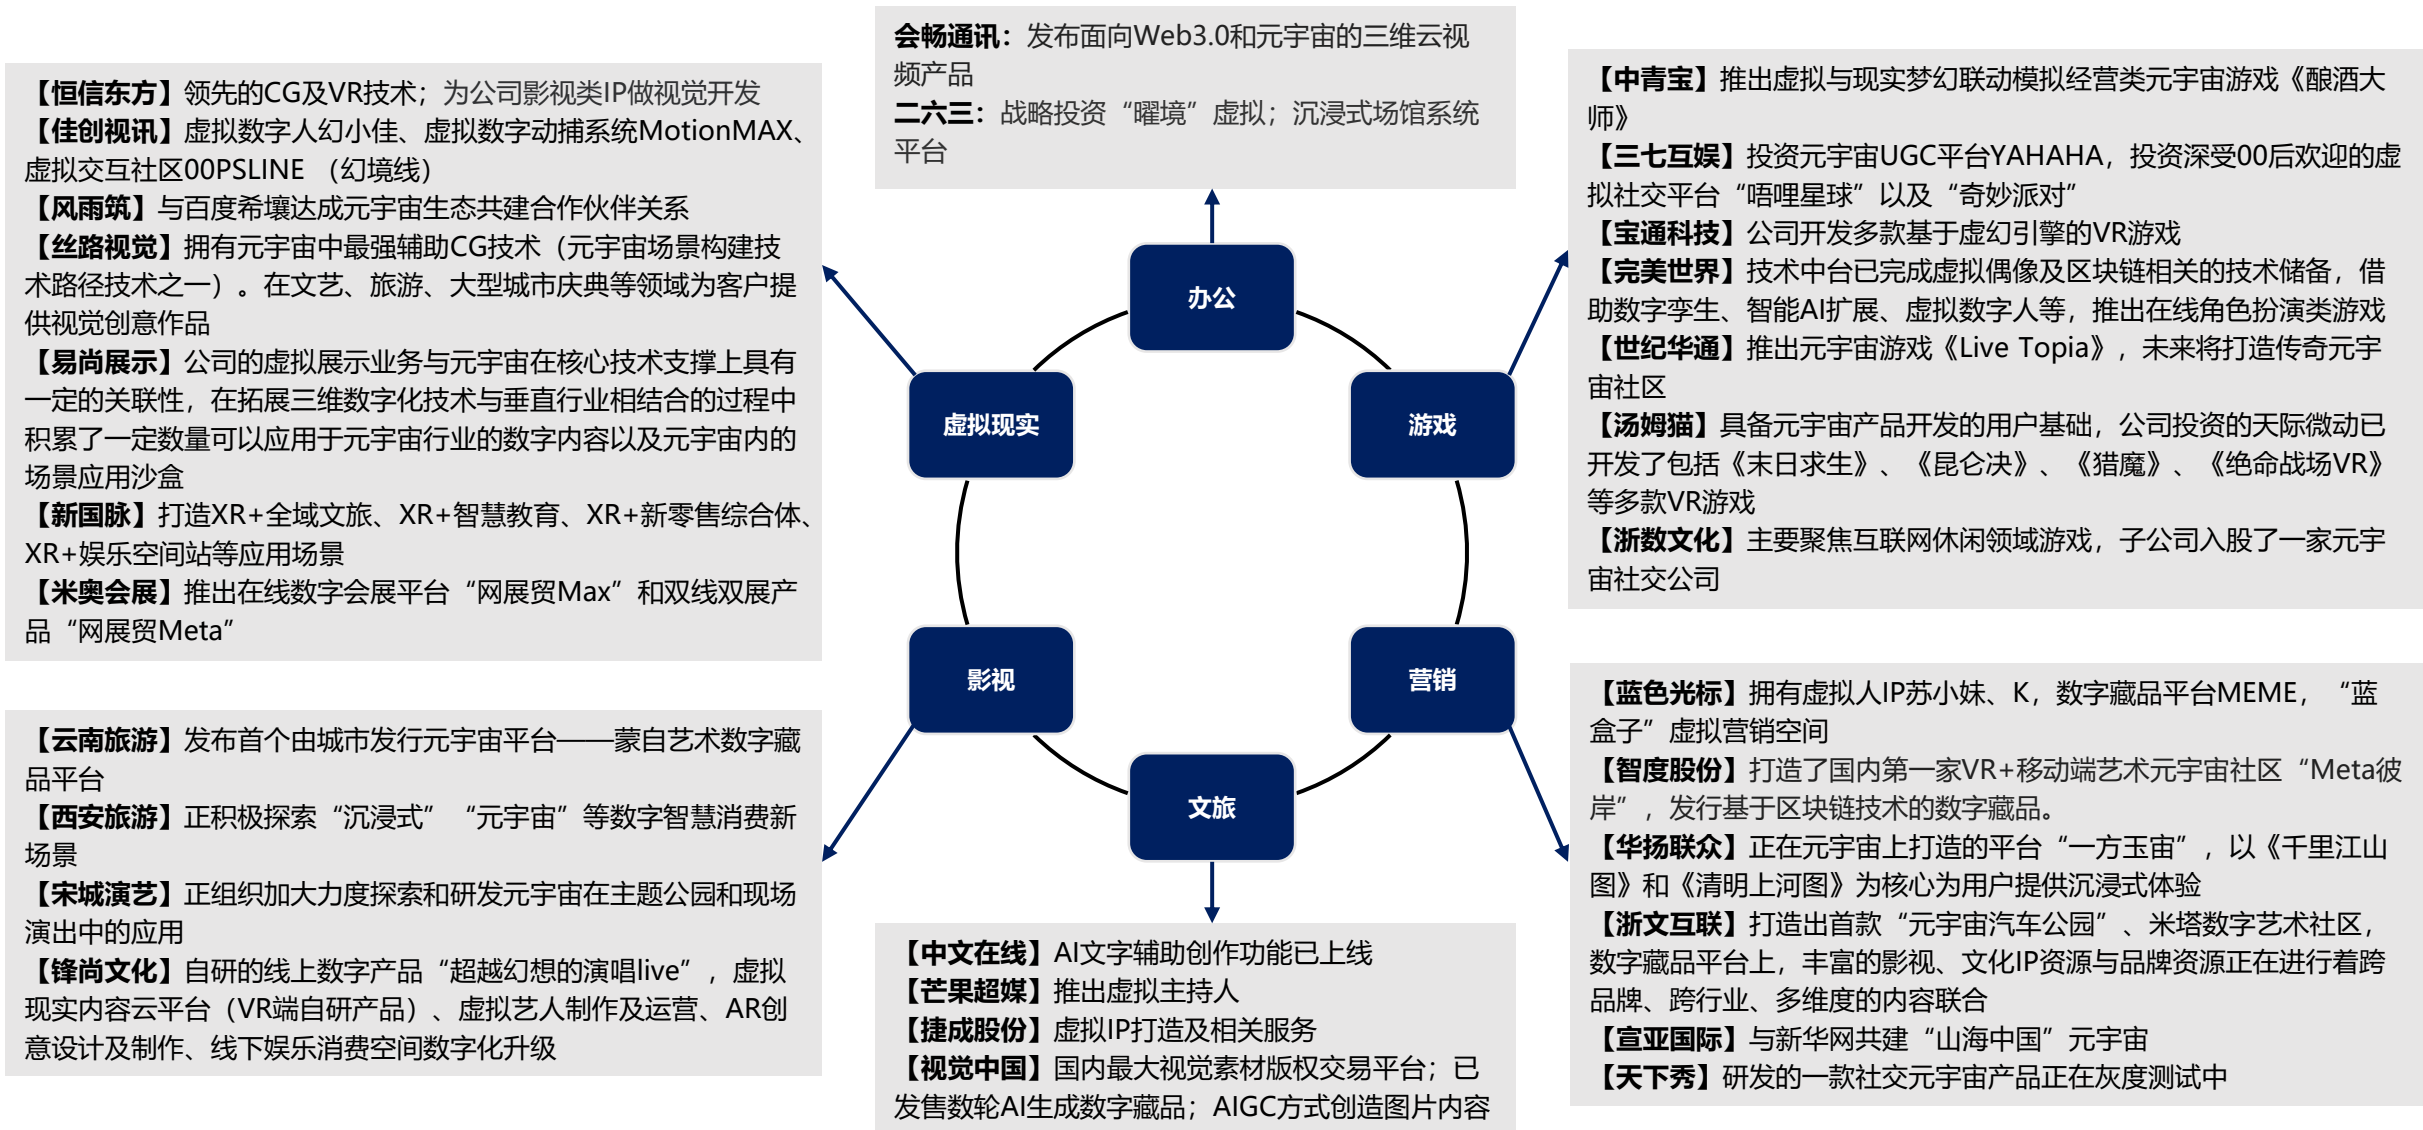 会畅通讯：发布面向Web3.0和元宇宙的三维云视
频产品
二六三：战略投资“曜境”虚拟；沉浸式场馆系统
平台
【恒信东方】领先的CG及VR技术；为公司影视类IP做视觉开发
【佳创视讯】虚拟数字人幻小佳、虚拟数字动捕系统MotionMAX、
虚拟交互社区00PSLINE （幻境线）
【风雨筑】与百度希壤达成元宇宙生态共建合作伙伴关系
【丝路视觉】拥有元宇宙中最强辅助CG技术（元宇宙场景构建技
术路径技术之一）。在文艺、旅游、大型城市庆典等领域为客户提
供视觉创意作品
【易尚展示】公司的虚拟展示业务与元宇宙在核心技术支撑上具有
一定的关联性，在拓展三维数字化技术与垂直行业相结合的过程中
积累了一定数量可以应用于元宇宙行业的数字内容以及元宇宙内的
场景应用沙盒
【新国脉】打造XR+全域文旅、XR+智慧教育、XR+新零售综合体、
XR+娱乐空间站等应用场景
【米奥会展】推出在线数字会展平台“网展贸Max”和双线双展产
品“网展贸Meta”
【中青宝】推出虚拟与现实梦幻联动模拟经营类元宇宙游戏《酿酒大
师》
【三七互娱】投资元宇宙UGC平台YAHAHA，投资深受00后欢迎的虚
拟社交平台“唔哩星球”以及“奇妙派对”
【宝通科技】公司开发多款基于虚幻引擎的VR游戏
【完美世界】技术中台已完成虚拟偶像及区块链相关的技术储备，借
助数字孪生、智能AI扩展、虚拟数字人等，推出在线角色扮演类游戏
【世纪华通】推出元宇宙游戏《Live Topia》，未来将打造传奇元宇
宙社区
【汤姆猫】具备元宇宙产品开发的用户基础，公司投资的天际微动已
开发了包括《末日求生》、《昆仑决》、《猎魔》、《绝命战场VR》
等多款VR游戏
【浙数文化】主要聚焦互联网休闲领域游戏，子公司入股了一家元宇
宙社交公司
办公
虚拟现实
游戏
影视
营销
文旅
【云南旅游】发布首个由城市发行元宇宙平台——蒙自艺术数字藏
品平台
【西安旅游】正积极探索“沉浸式”“元宇宙”等数字智慧消费新
场景
【宋城演艺】正组织加大力度探索和研发元宇宙在主题公园和现场
演出中的应用
【锋尚文化】自研的线上数字产品“超越幻想的演唱live”，虚拟
现实内容云平台（VR端自研产品）、虚拟艺人制作及运营、AR创
意设计及制作、线下娱乐消费空间数字化升级
【中文在线】AI文字辅助创作功能已上线
【芒果超媒】推出虚拟主持人
【捷成股份】虚拟IP打造及相关服务
【视觉中国】国内最大视觉素材版权交易平台；已
发售数轮AI生成数字藏品；AIGC方式创造图片内容
【蓝色光标】拥有虚拟人IP苏小妹、K，数字藏品平台MEME，“蓝
盒子”虚拟营销空间
【智度股份】打造了国内第一家VR+移动端艺术元宇宙社区“Meta彼
岸”，发行基于区块链技术的数字藏品。
【华扬联众】正在元宇宙上打造的平台“一方玉宙”，以《千里江山
图》和《清明上河图》为核心为用户提供沉浸式体验
【浙文互联】打造出首款“元宇宙汽车公园”、米塔数字艺术社区，
数字藏品平台上，丰富的影视、文化IP资源与品牌资源正在进行着跨
品牌、跨行业、多维度的内容联合
【宣亚国际】与新华网共建“山海中国”元宇宙
【天下秀】研发的一款社交元宇宙产品正在灰度测试中